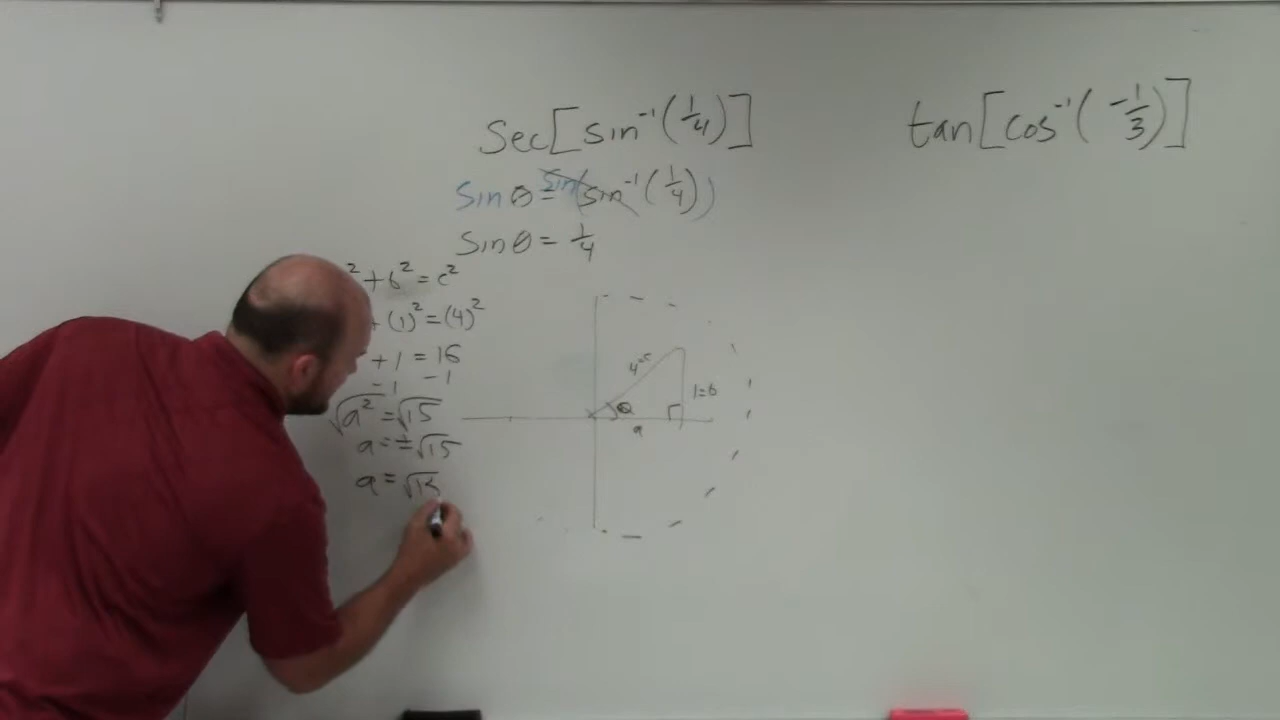 sec[sin⁻¹(1/4)]
sin θ = sin(sin⁻¹(1/4))
sin θ = 1/4
² + b² = c²
+ (1)² = (4)²
+ 1 = 16
-1 -1
√a² = √15
a = ±√15
a = √15
4=c
1=b
θ
a
tan[cos⁻¹(-1/3)]